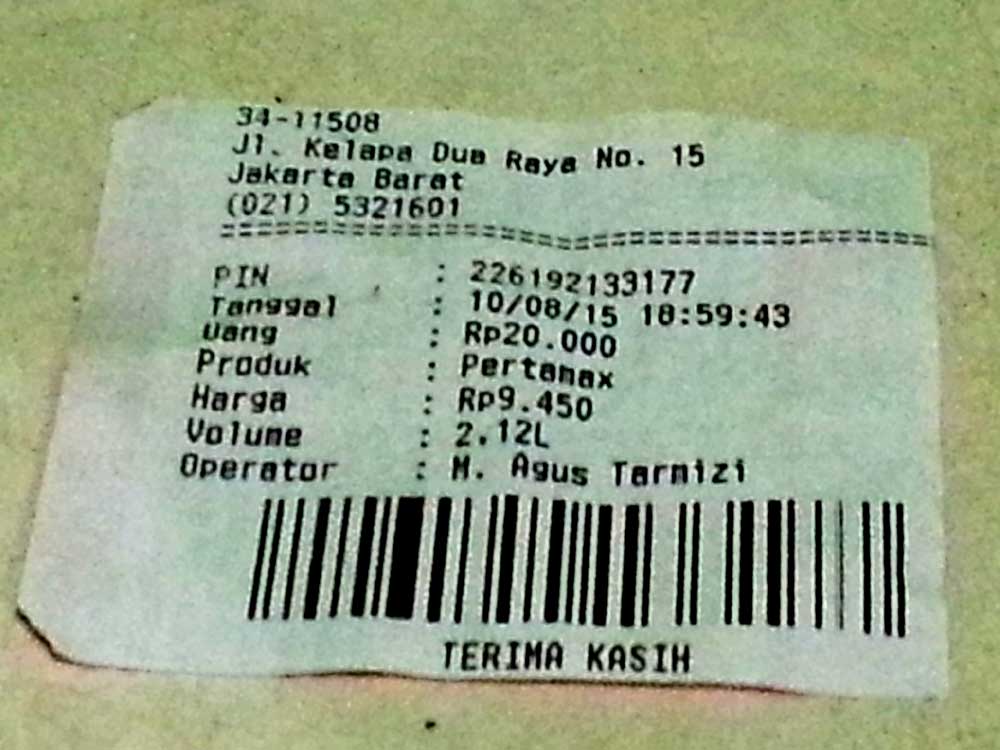 34-11508
Jl. Kelapa Dua Raya No. 15
Jakarta Barat
(021) 5321601
========================================
PIN : 226192133177
Tanggal : 10/08/15 18:59:43
Uang : Rp20.000
Produk : Pertamax
Harga : Rp9.450
Volume : 2.12L
Operator : M. Agus Tarmizi
TERIMA KASIH